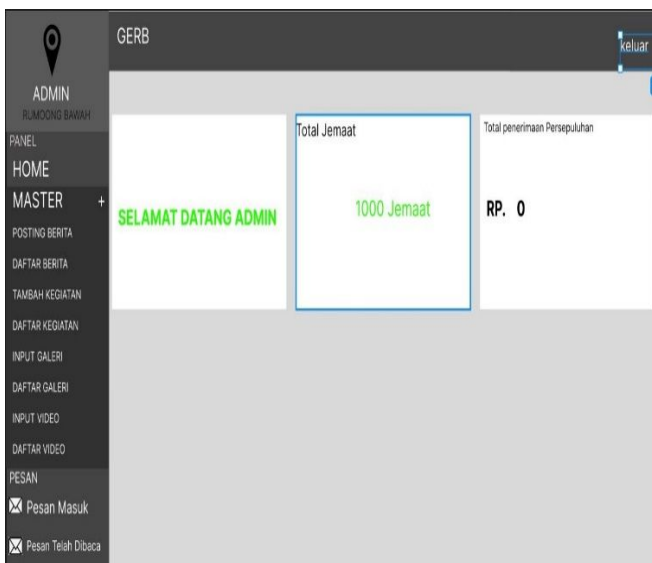 GERB
keluar
ADMIN
RUMOONG BAWAH
PANEL
HOME
MASTER +
POSTING BERITA
DAFTAR BERITA
TAMBAH KEGIATAN
DAFTAR KEGIATAN
INPUT GALERI
DAFTAR GALERI
INPUT VIDEO
DAFTAR VIDEO
PESAN
Pesan Masuk
Pesan Telah Dibaca
SELAMAT DATANG ADMIN
Total Jemaat
1000 Jemaat
Total penerimaan Persepuluhan
RP. 0